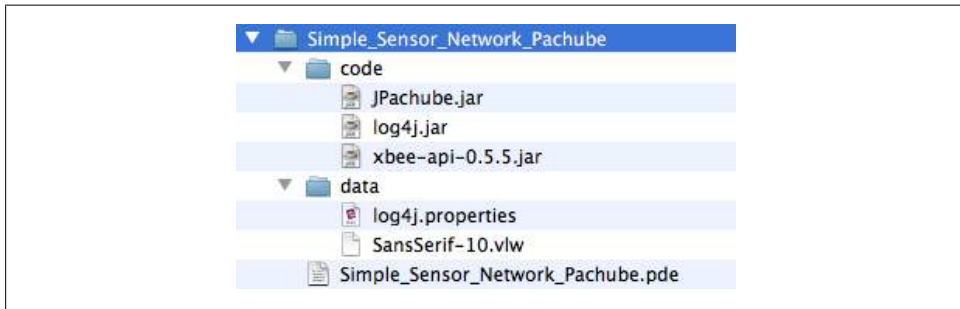 Simple_Sensor_Network_Pachube
code
JPachube.jar
log4j.jar
xbee-api-0.5.5.jar
data
log4j.properties
SansSerif-10.vlw
Simple_Sensor_Network_Pachube.pde